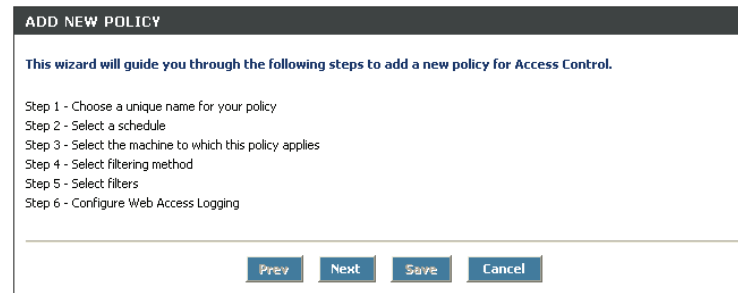 ADD NEW POLICY
This wizard will guide you through the following steps to add a new policy for Access Control.
Step 1 - Choose a unique name for your policy
Step 2 - Select a schedule
Step 3 - Select the machine to which this policy applies
Step 4 - Select filtering method
Step 5 - Select filters
Step 6 - Configure Web Access Logging
Prev Next Save Cancel